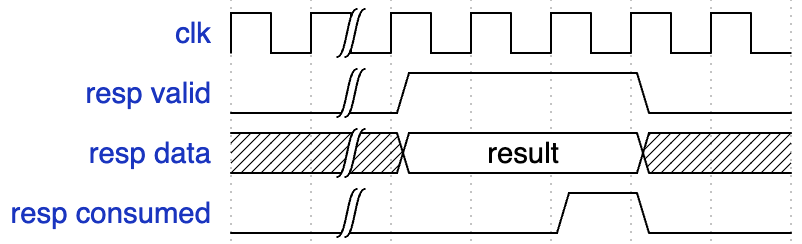 clk
resp valid
resp data result
resp consumed